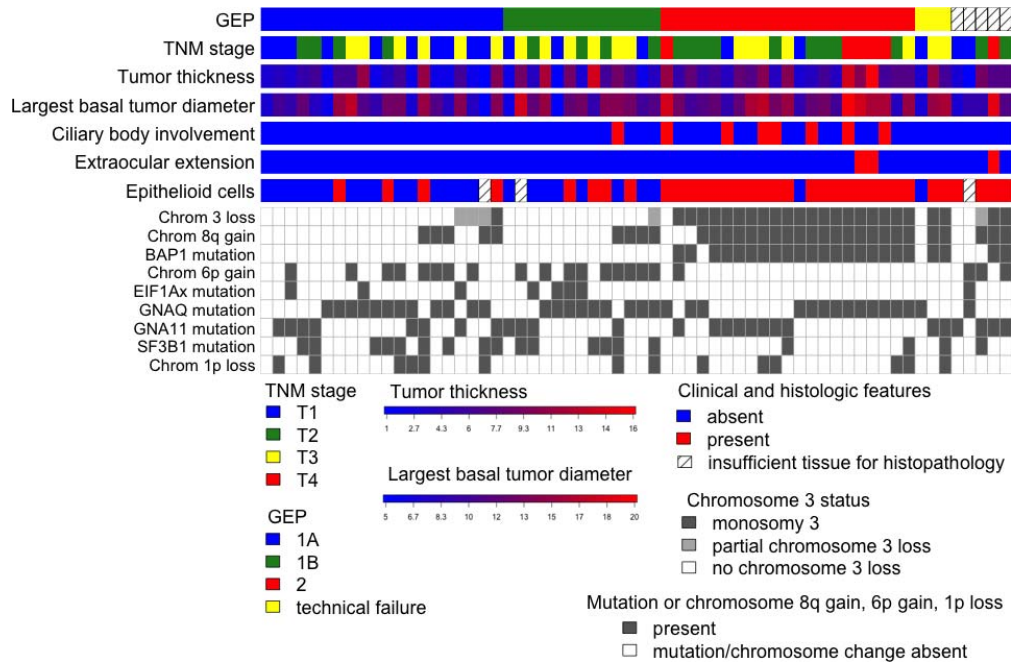 GEP
TNM stage
Tumor thickness
Largest basal tumor diameter
Ciliary body involvement
Extraocular extension
Epithelioid cells
Chrom 3 loss
Chrom 8q gain
BAP1 mutation
Chrom 6p gain
EIF1Ax mutation
GNAQ mutation
GNA11 mutation
SF3B1 mutation
Chrom 1p loss
TNM stage
T1
T2
T3
T4
GEP
1A
1B
2
technical failure
Tumor thickness
1 2.7 4.3 6 7.7 9.3 11 13 14 16
Largest basal tumor diameter
5 6.7 8.3 10 12 13 15 17 18 20
Clinical and histologic features
absent
present
insufficient tissue for histopathology
Chromosome 3 status
monosomy 3
partial chromosome 3 loss
no chromosome 3 loss
Mutation or chromosome 8q gain, 6p gain, 1p loss
present
mutation/chromosome change absent